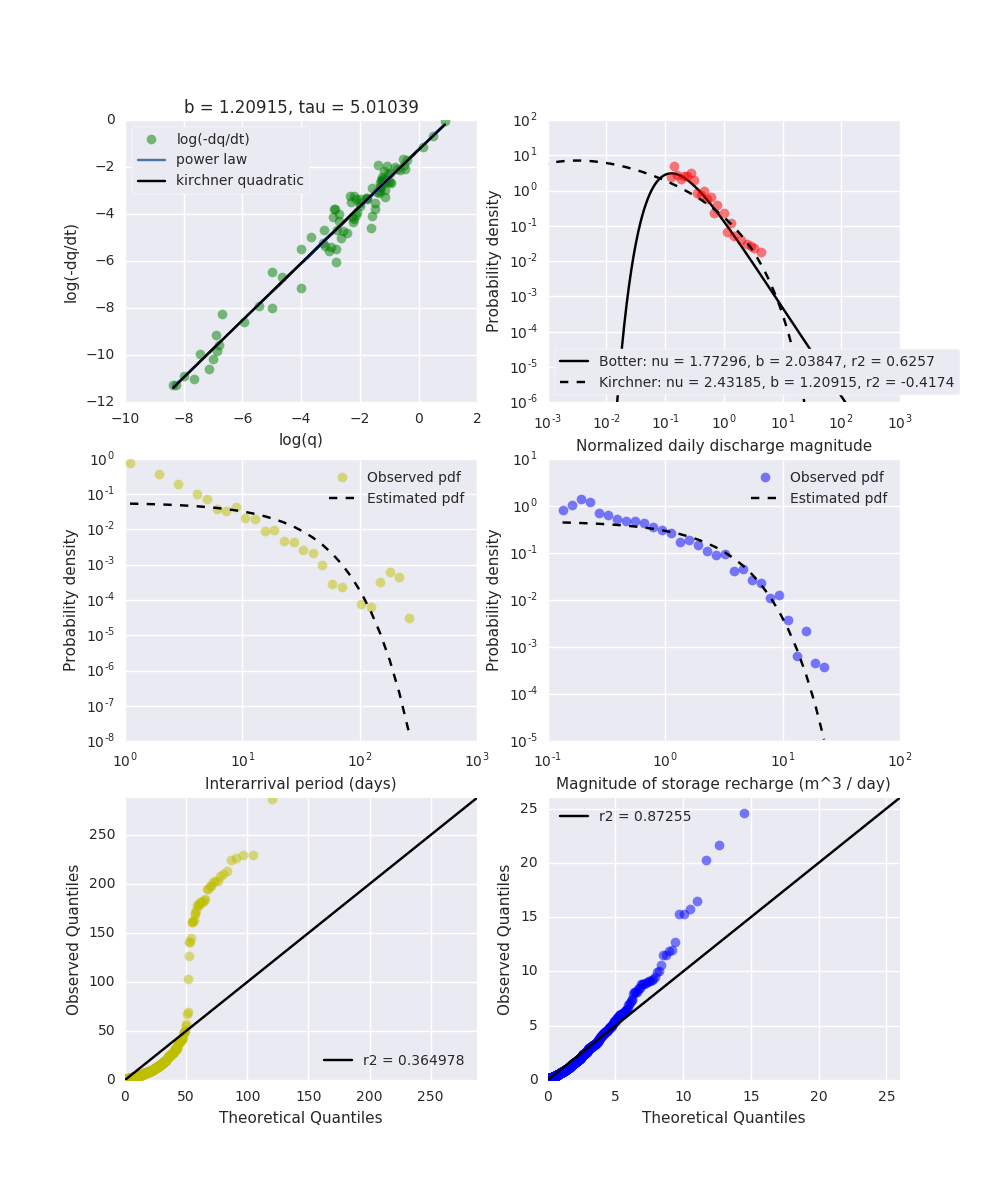 b = 1.20915, tau = 5.01039
0
−2
−4
−6
−8
−10
−12
log(-dq/dt)
log(-dq/dt)
power law
kirchner quadratic
−10 −8 −6 −4 −2 0 2
log(q)
10^2
10^1
10^0
10^-1
10^-2
10^-3
10^-4
10^-5
10^-6
Probability density
Botter: nu = 1.77296, b = 2.03847, r2 = 0.6257
Kirchner: nu = 2.43185, b = 1.20915, r2 = -0.4174
10^-3 10^-2 10^-1 10^0 10^1 10^2 10^3
Normalized daily discharge magnitude
10^0
10^-1
10^-2
10^-3
10^-4
10^-5
10^-6
10^-7
10^-8
Probability density
Observed pdf
Estimated pdf
10^0 10^1 10^2 10^3
Interarrival period (days)
10^1
10^0
10^-1
10^-2
10^-3
10^-4
10^-5
Probability density
Observed pdf
Estimated pdf
10^-1 10^0 10^1 10^2
Magnitude of storage recharge (m^3 / day)
250
200
150
100
50
0
Observed Quantiles
r2 = 0.364978
0 50 100 150 200 250
Theoretical Quantiles
25
20
15
10
5
0
Observed Quantiles
r2 = 0.87255
0 5 10 15 20 25
Theoretical Quantiles